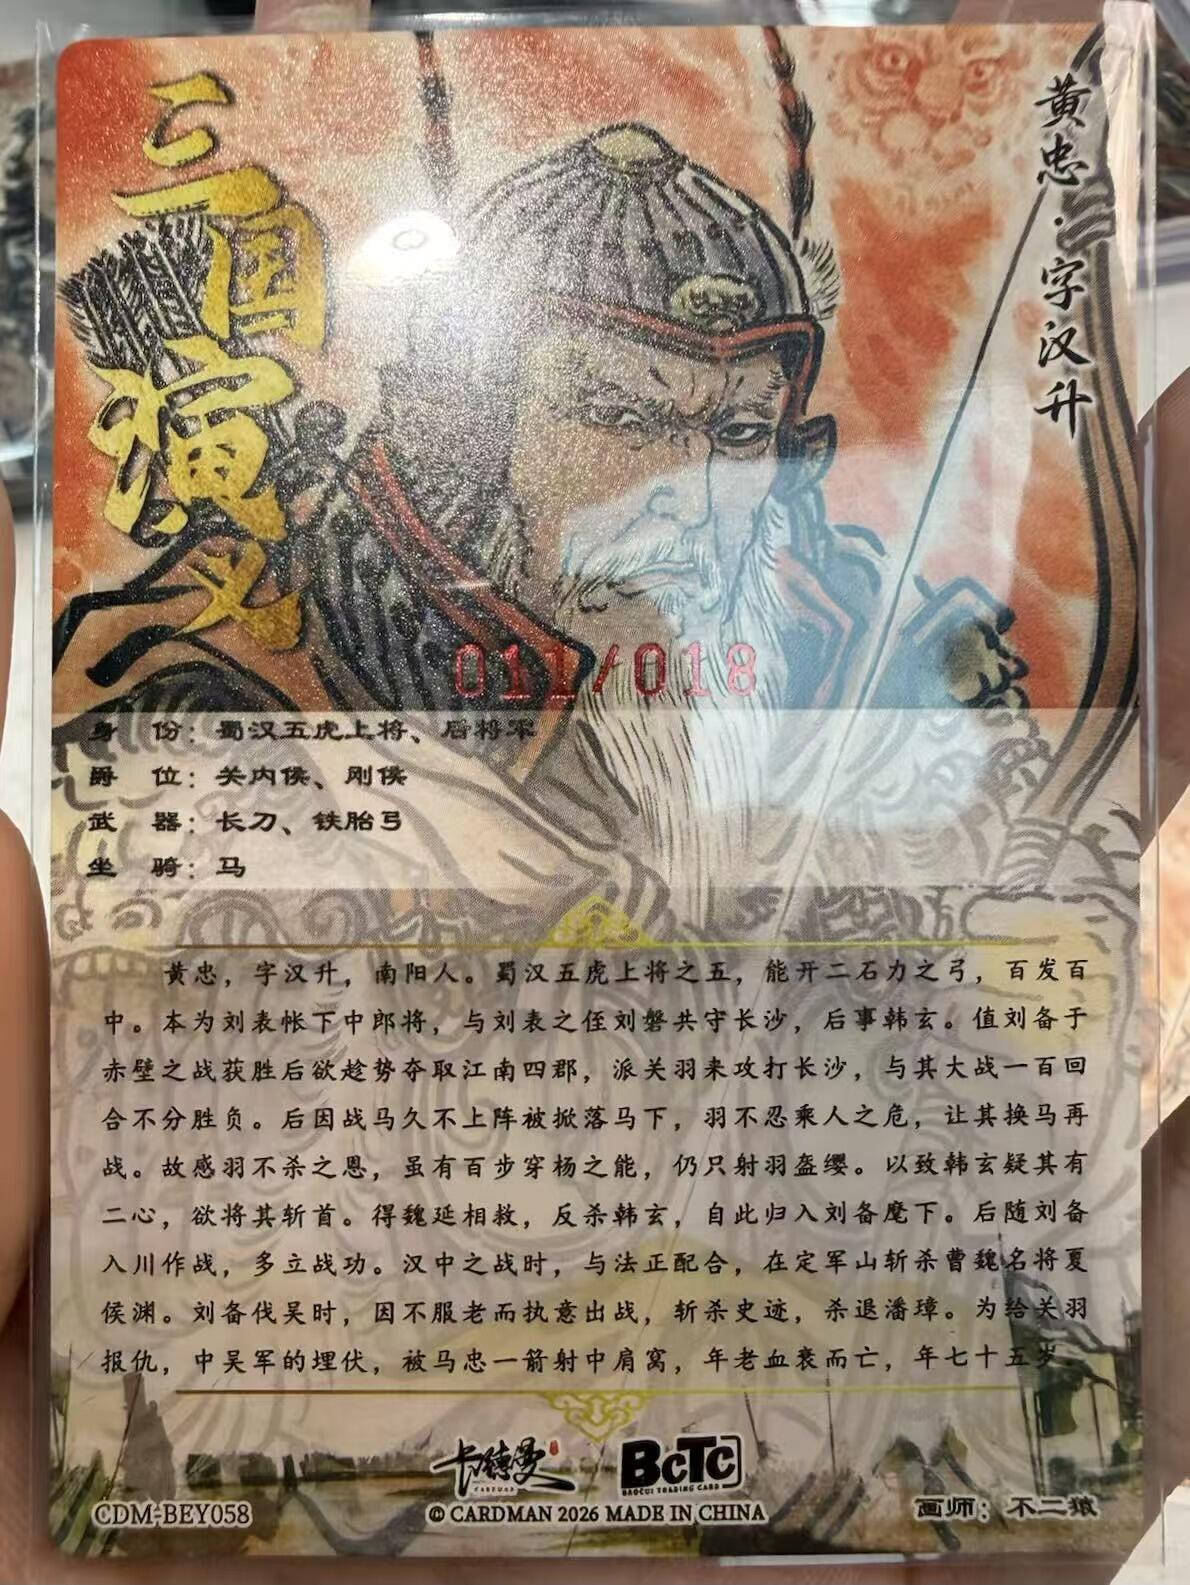 三国演义
黄忠·字汉升
011/018
身 份：蜀汉五虎上将、后将军
爵 位：关内侯、刚侯
武 器：长刀、铁胎弓
坐 骑：马
黄忠，字汉升，南阳人。蜀汉五虎上将之五，能开二石力之弓，百发百
中。本为刘表帐下中郎将，与刘表之侄刘磐共守长沙，后事韩玄。值刘备于
赤壁之战获胜后欲趁势夺取江南四郡，派关羽来攻打长沙，与其大战一百回
合不分胜负。后因战马久不上阵被掀落马下，羽不忍乘人之危，让其换马再
战。故感羽不杀之恩，虽有百步穿杨之能，仍只射羽盔缨。以致韩玄疑其有
二心，欲将其斩首。得魏延相救，反杀韩玄，自此归入刘备麾下。后随刘备
入川作战，多立战功。汉中之战时，与法正配合，在定军山斩杀曹魏名将夏
侯渊。刘备伐吴时，因不服老而执意出战，斩杀史迹，杀退潘璋。为给关羽
报仇，中吴军的埋伏，被马忠一箭射中肩窝，年老血衰而亡，年七十五岁。
卡德曼
CARDMAN
BCTC
BAOCUI TRADING CARD
CDM-BEY058
© CARDMAN 2026 MADE IN CHINA
画师：不二猿